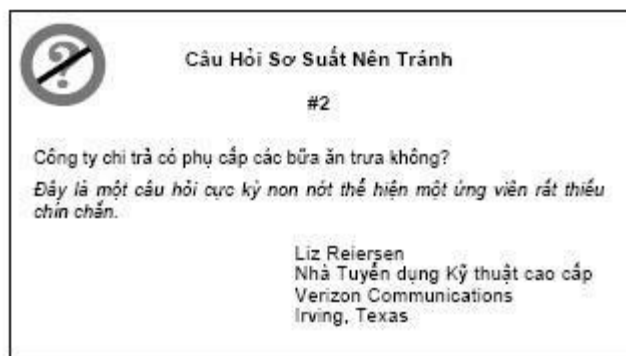 Câu Hỏi Sơ Suất Nên Tránh
#2
Công ty chi trả có phụ cấp các bữa ăn trưa không?
Đây là một câu hỏi cực kỳ non nớt thể hiện một ứng viên rất thiếu
chín chắn.
Liz Reiersen
Nhà Tuyển dụng Kỹ thuật cao cấp
Verizon Communications
Irving, Texas